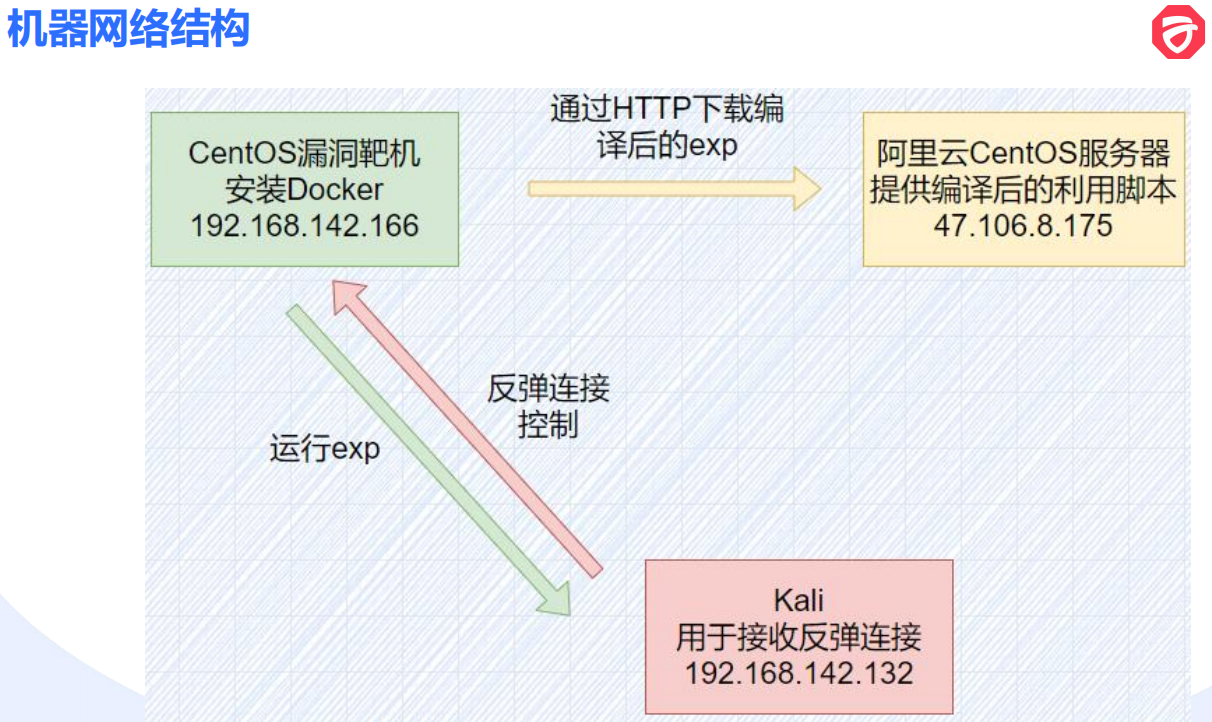 机器网络结构
通过HTTP下载编
译后的exp
CentOS漏洞靶机
安装Docker
192.168.142.166
阿里云CentOS服务器
提供编译后的利用脚本
47.106.8.175
反弹连接
控制
运行exp
Kali
用于接收反弹连接
192.168.142.132